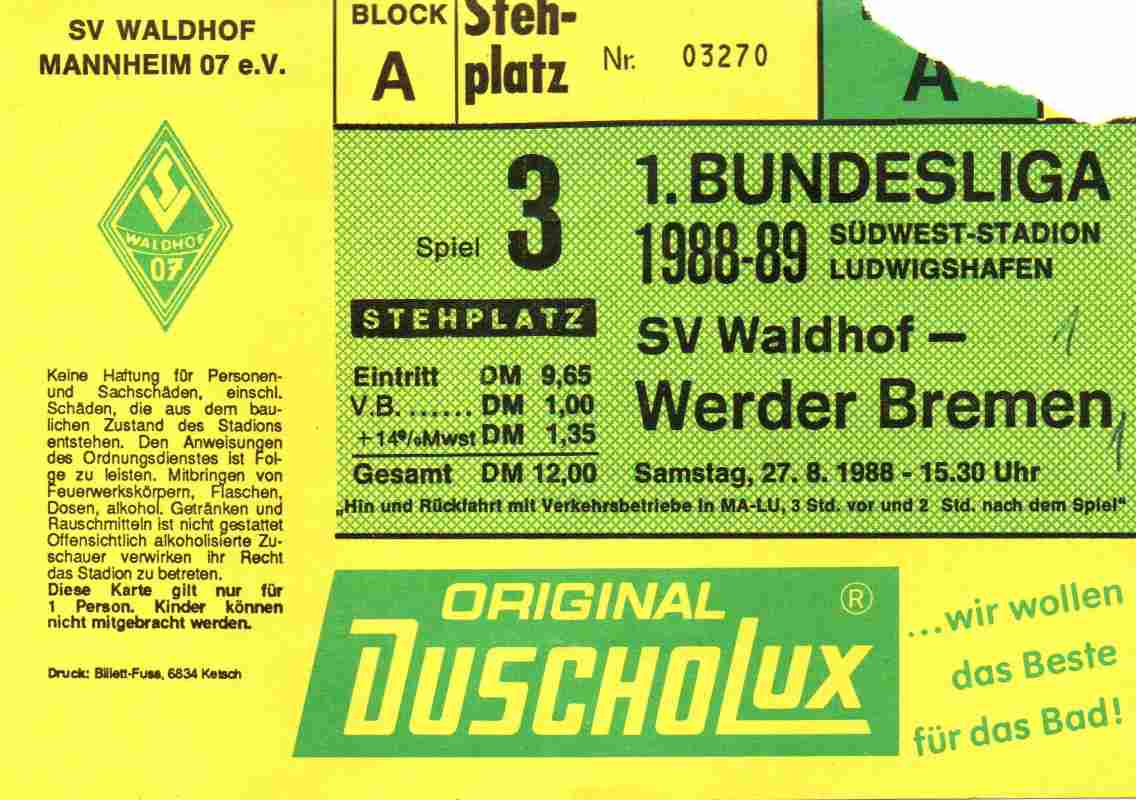 SV WALDHOF
MANNHEIM 07 e.V.
WALDHOF
07
Keine Haftung für Personen-
und Sachschäden, einschl.
Schäden, die aus dem bau-
lichen Zustand des Stadions
entstehen. Den Anweisungen
des Ordnungsdienstes ist Fol-
ge zu leisten. Mitbringen von
Feuerwerkskörpern, Flaschen,
Dosen, alkohol. Getränken und
Rauschmitteln ist nicht gestattet
Offensichtlich alkoholisierte Zu-
schauer verwirken ihr Recht
das Stadion zu betreten.
Diese Karte gilt nur für
1 Person. Kinder können
nicht mitgebracht werden.
Druck: Billett-Fuss, 6834 Ketsch
BLOCK
A
Steh-
platz
Nr. 03270
A
Spiel 3
1. BUNDESLIGA
1988-89
SÜDWEST-STADION
LUDWIGSHAFEN
STEHPLATZ
Eintritt DM 9,65
V.B. ....... DM 1,00
+14%Mwst DM 1,35
Gesamt DM 12,00
SV Waldhof —
Werder Bremen
Samstag, 27. 8. 1988 - 15.30 Uhr
„Hin und Rückfahrt mit Verkehrsbetriebe in MA-LU, 3 Std. vor und 2 Std. nach dem Spiel"
ORIGINAL ®
DUSCHOLUX
...wir wollen
das Beste
für das Bad!